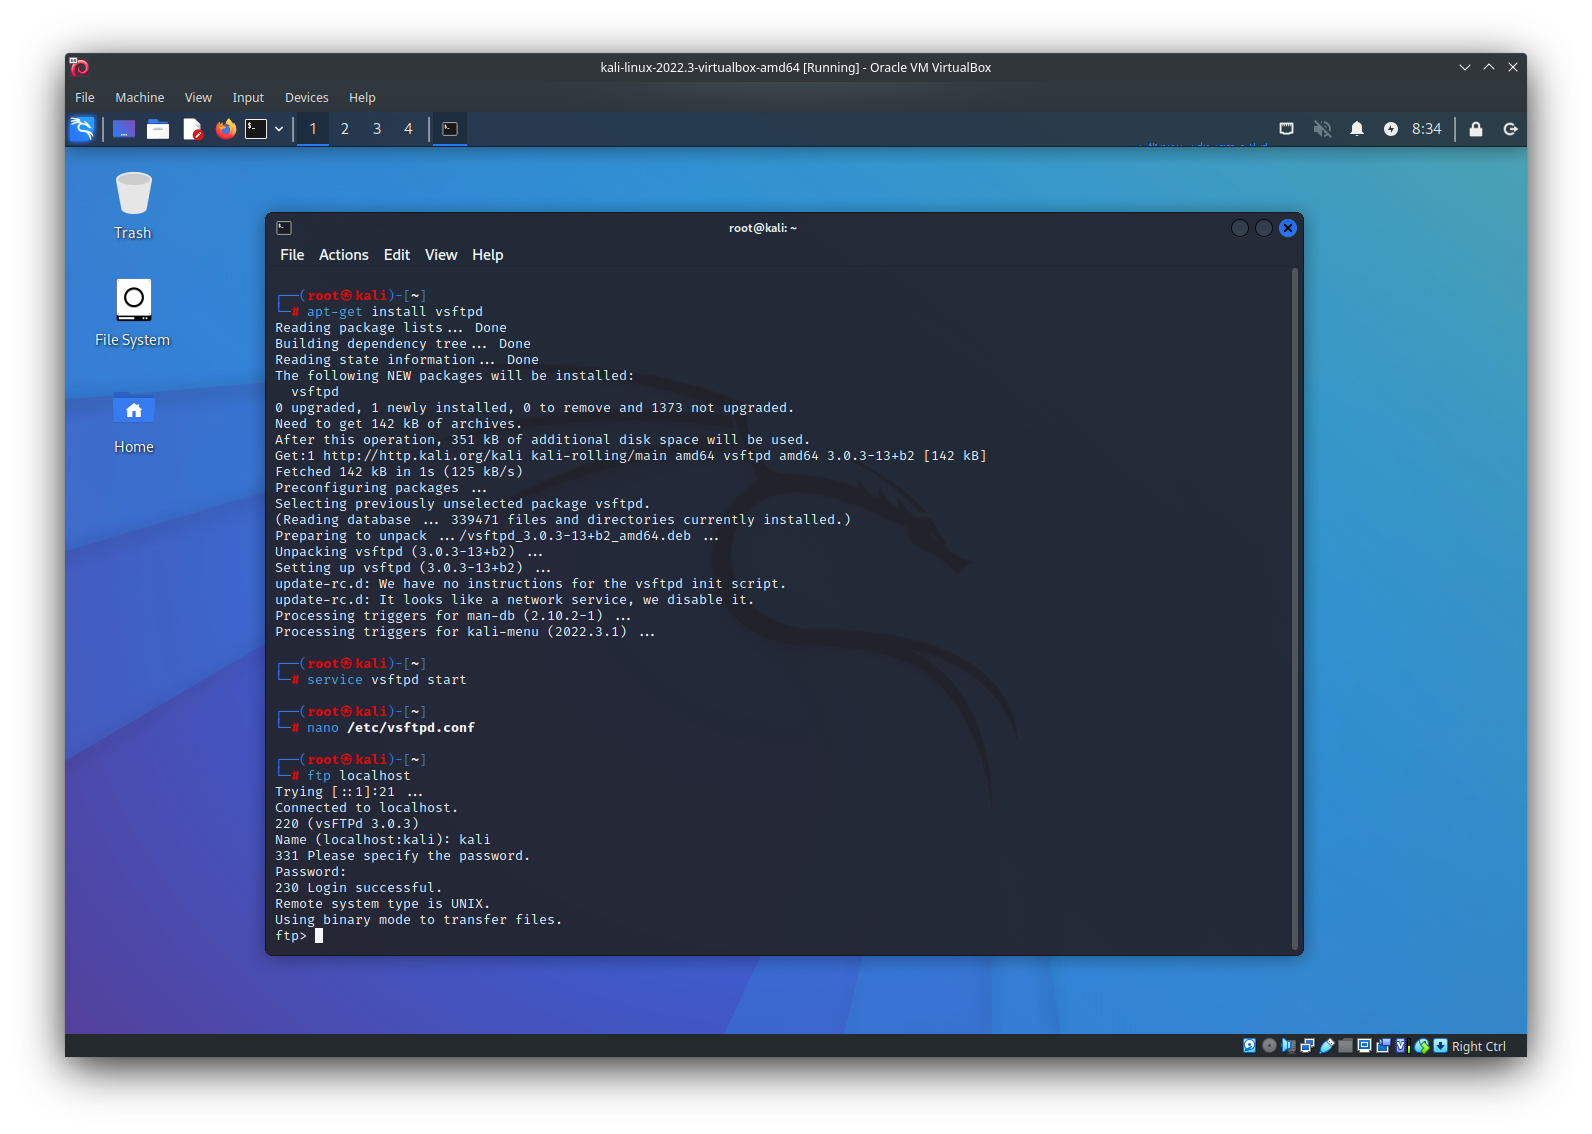 kali-linux-2022.3-virtualbox-amd64 [Running] - Oracle VM VirtualBox
File Machine View Input Devices Help
1 2 3 4 8:34
Trash
File System
Home
root@kali: ~
File Actions Edit View Help
┌──(root㉿kali)-[~]
└─# apt-get install vsftpd
Reading package lists... Done
Building dependency tree... Done
Reading state information... Done
The following NEW packages will be installed:
  vsftpd
0 upgraded, 1 newly installed, 0 to remove and 1373 not upgraded.
Need to get 142 kB of archives.
After this operation, 351 kB of additional disk space will be used.
Get:1 http://http.kali.org/kali kali-rolling/main amd64 vsftpd amd64 3.0.3-13+b2 [142 kB]
Fetched 142 kB in 1s (125 kB/s)
Preconfiguring packages ...
Selecting previously unselected package vsftpd.
(Reading database ... 339471 files and directories currently installed.)
Preparing to unpack .../vsftpd_3.0.3-13+b2_amd64.deb ...
Unpacking vsftpd (3.0.3-13+b2) ...
Setting up vsftpd (3.0.3-13+b2) ...
update-rc.d: We have no instructions for the vsftpd init script.
update-rc.d: It looks like a network service, we disable it.
Processing triggers for man-db (2.10.2-1) ...
Processing triggers for kali-menu (2022.3.1) ...
┌──(root㉿kali)-[~]
└─# service vsftpd start
┌──(root㉿kali)-[~]
└─# nano /etc/vsftpd.conf
┌──(root㉿kali)-[~]
└─# ftp localhost
Trying [::1]:21 ...
Connected to localhost.
220 (vsFTPd 3.0.3)
Name (localhost:kali): kali
331 Please specify the password.
Password:
230 Login successful.
Remote system type is UNIX.
Using binary mode to transfer files.
ftp>
Right Ctrl